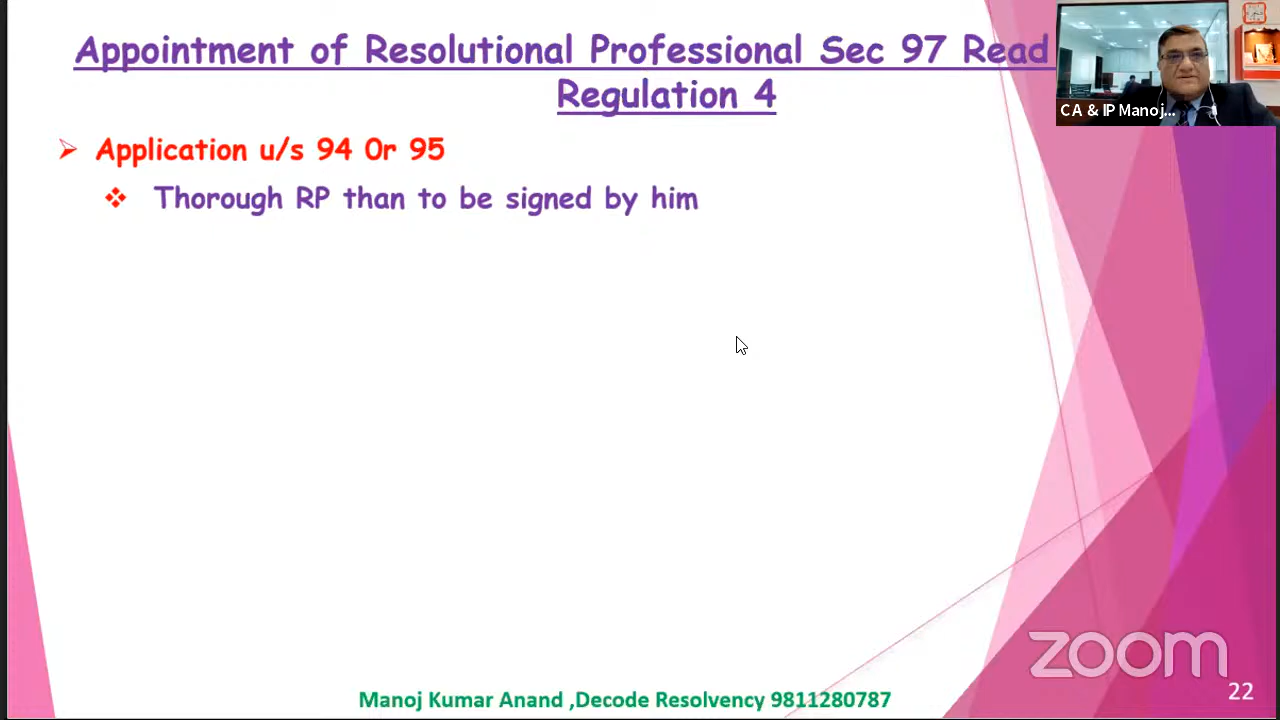 Appointment of Resolutional Professional Sec 97 Read
Regulation 4
CA & IP Manoj...
➢ Application u/s 94 Or 95
❖ Thorough RP than to be signed by him
zoom
Manoj Kumar Anand ,Decode Resolvency 9811280787
22